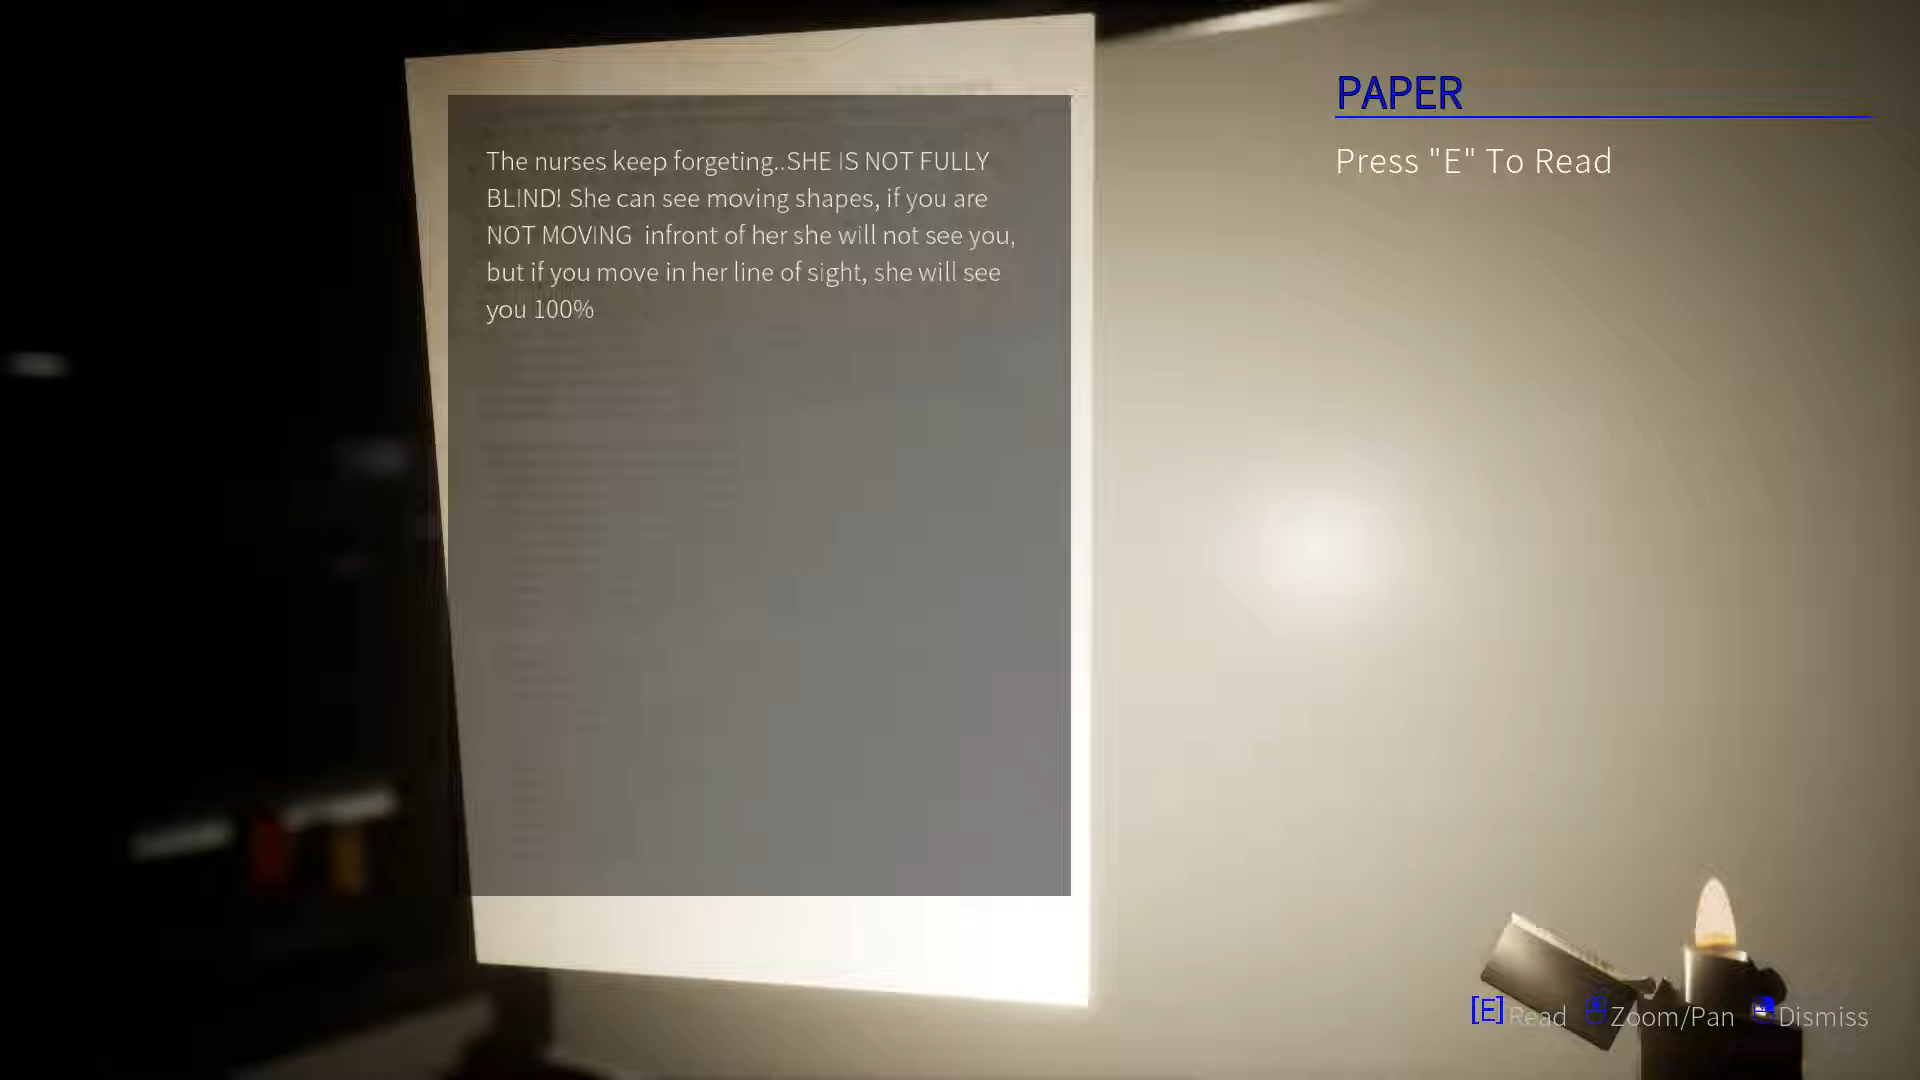 The nurses keep forgeting..SHE IS NOT FULLY
BLIND! She can see moving shapes, if you are
NOT MOVING  infront of her she will not see you,
but if you move in her line of sight, she will see
you 100%
PAPER
Press "E" To Read
[E] Read Zoom/Pan Dismiss